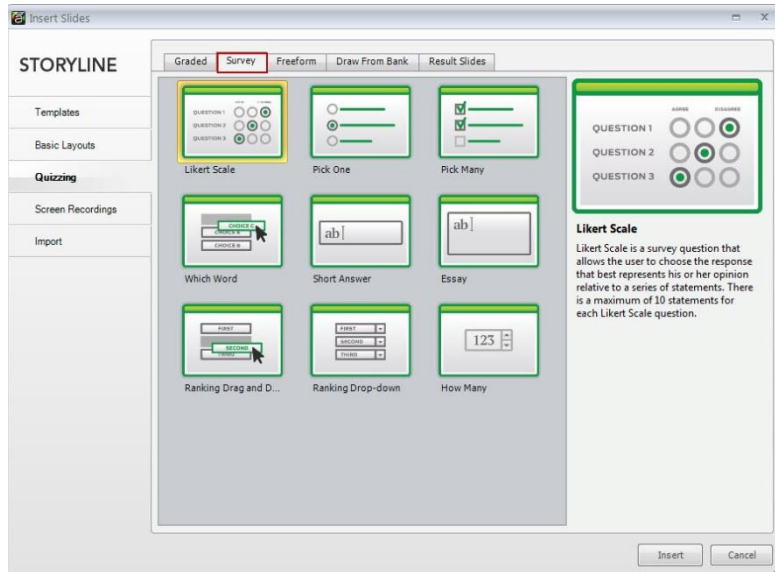 Insert Slides
STORYLINE
Templates
Basic Layouts
Quizzing
Screen Recordings
Import
Graded
Survey
Freeform
Draw From Bank
Result Slides
QUESTION 1
QUESTION 2
QUESTION 3
Likert Scale
Pick One
Pick Many
CHOICE C
CHOICE B
Which Word
ab
Short Answer
ab
Essay
FIRST
SECOND
THIRD
Ranking Drag and D...
FIRST
SECOND
THIRD
Ranking Drop-down
123
How Many
AGREE DISAGREE
QUESTION 1
QUESTION 2
QUESTION 3
Likert Scale
Likert Scale is a survey question that
allows the user to choose the response
that best represents his or her opinion
relative to a series of statements. There
is a maximum of 10 statements for
each Likert Scale question.
Insert
Cancel